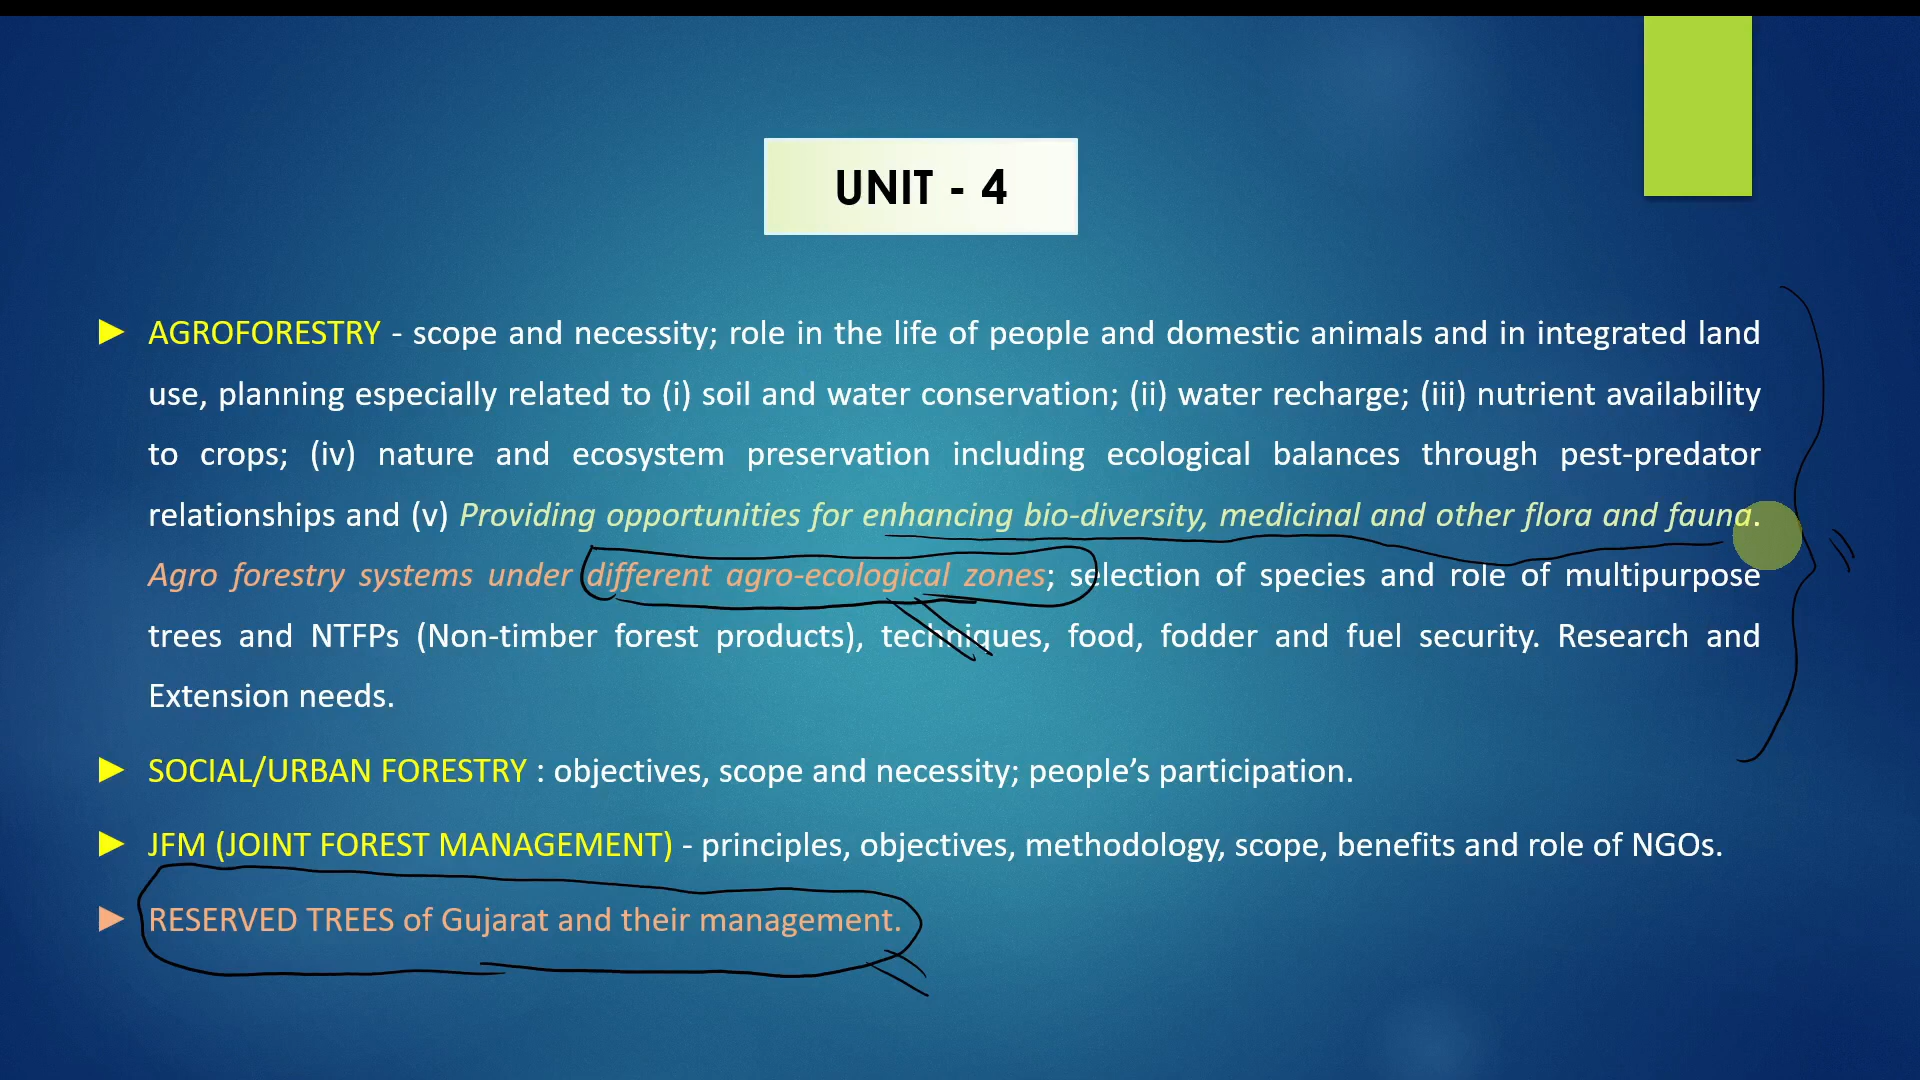 UNIT - 4
AGROFORESTRY - scope and necessity; role in the life of people and domestic animals and in integrated land
use, planning especially related to (i) soil and water conservation; (ii) water recharge; (iii) nutrient availability
to crops; (iv) nature and ecosystem preservation including ecological balances through pest-predator
relationships and (v) Providing opportunities for enhancing bio-diversity, medicinal and other flora and fauna.
Agro forestry systems under different agro-ecological zones; selection of species and role of multipurpose
trees and NTFPs (Non-timber forest products), techniques, food, fodder and fuel security. Research and
Extension needs.
SOCIAL/URBAN FORESTRY : objectives, scope and necessity; people’s participation.
JFM (JOINT FOREST MANAGEMENT) - principles, objectives, methodology, scope, benefits and role of NGOs.
RESERVED TREES of Gujarat and their management.